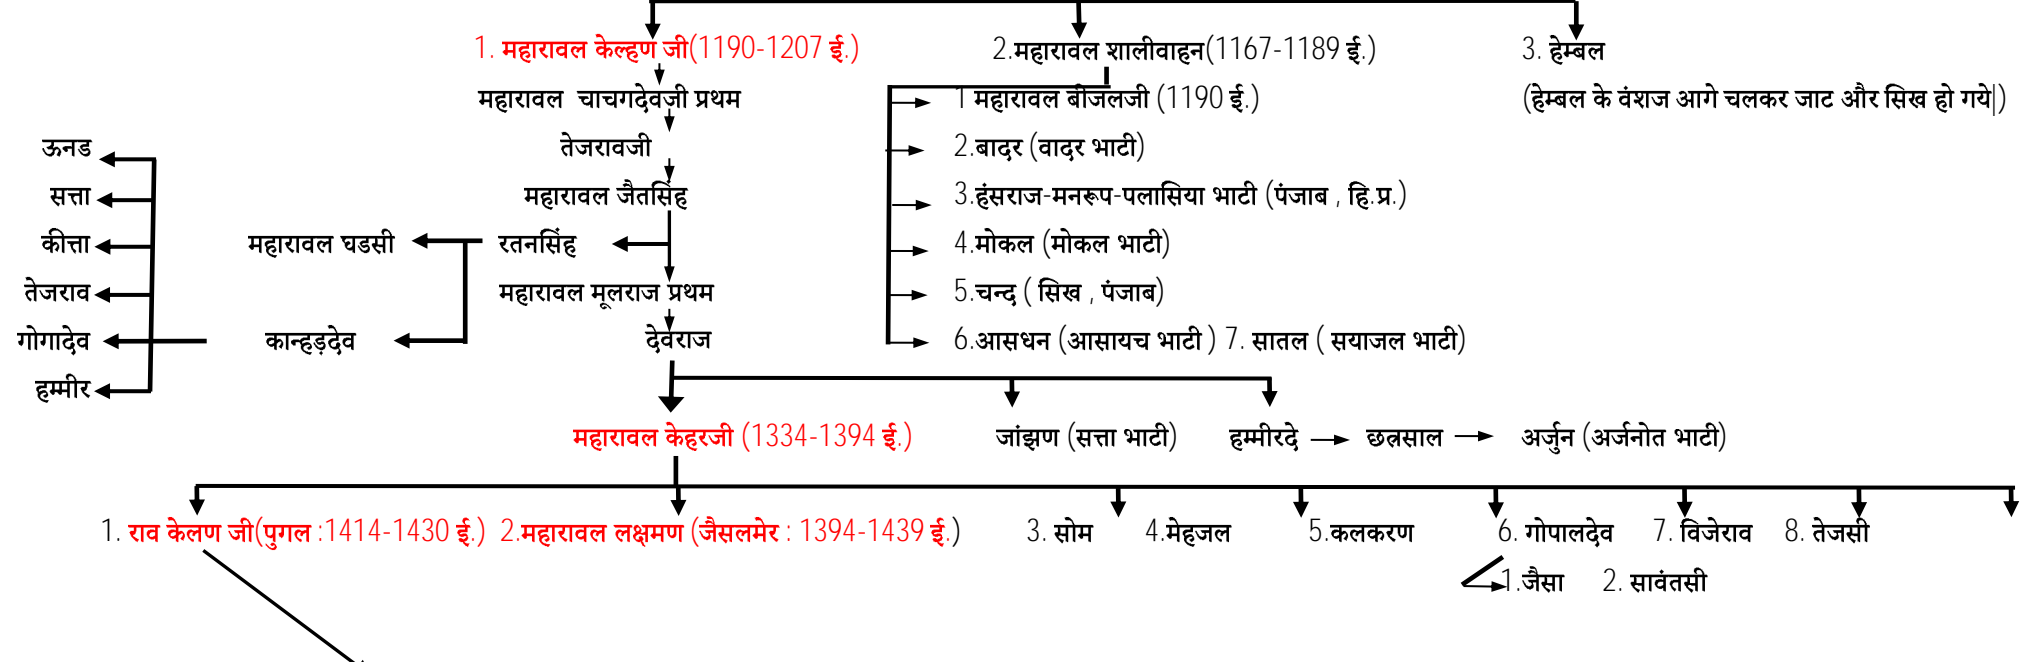 1. महारावल केल्हण जी(1190-1207 ई.) 2.महारावल शालीवाहन(1167-1189 ई.) 3. हेम्बल
महारावल चाचगदेवजी प्रथम 1 महारावल बीजलजी (1190 ई.) (हेम्बल के वंशज आगे चलकर जाट और सिख हो गये|)
ऊनड तेजरावजी 2.बादर (वादर भाटी)
सत्ता महारावल जैतसिंह 3.हंसराज-मनरूप-पलासिया भाटी (पंजाब , हि.प्र.)
कीत्ता महारावल घडसी रतनसिंह 4.मोकल (मोकल भाटी)
तेजराव महारावल मूलराज प्रथम 5.चन्द ( सिख , पंजाब)
गोगादेव कान्हड़देव देवराज 6.आसधन (आसायच भाटी ) 7. सातल ( सयाजल भाटी)
हम्मीर
महारावल केहरजी (1334-1394 ई.) जांझण (सत्ता भाटी) हम्मीरदे छत्रसाल अर्जुन (अर्जनोत भाटी)
1. राव केलण जी(पुगल :1414-1430 ई.) 2.महारावल लक्षमण (जैसलमेर : 1394-1439 ई.) 3. सोम 4.मेहजल 5.कलकरण 6. गोपालदेव 7. विजेराव 8. तेजसी
1.जैसा 2. सावंतसी